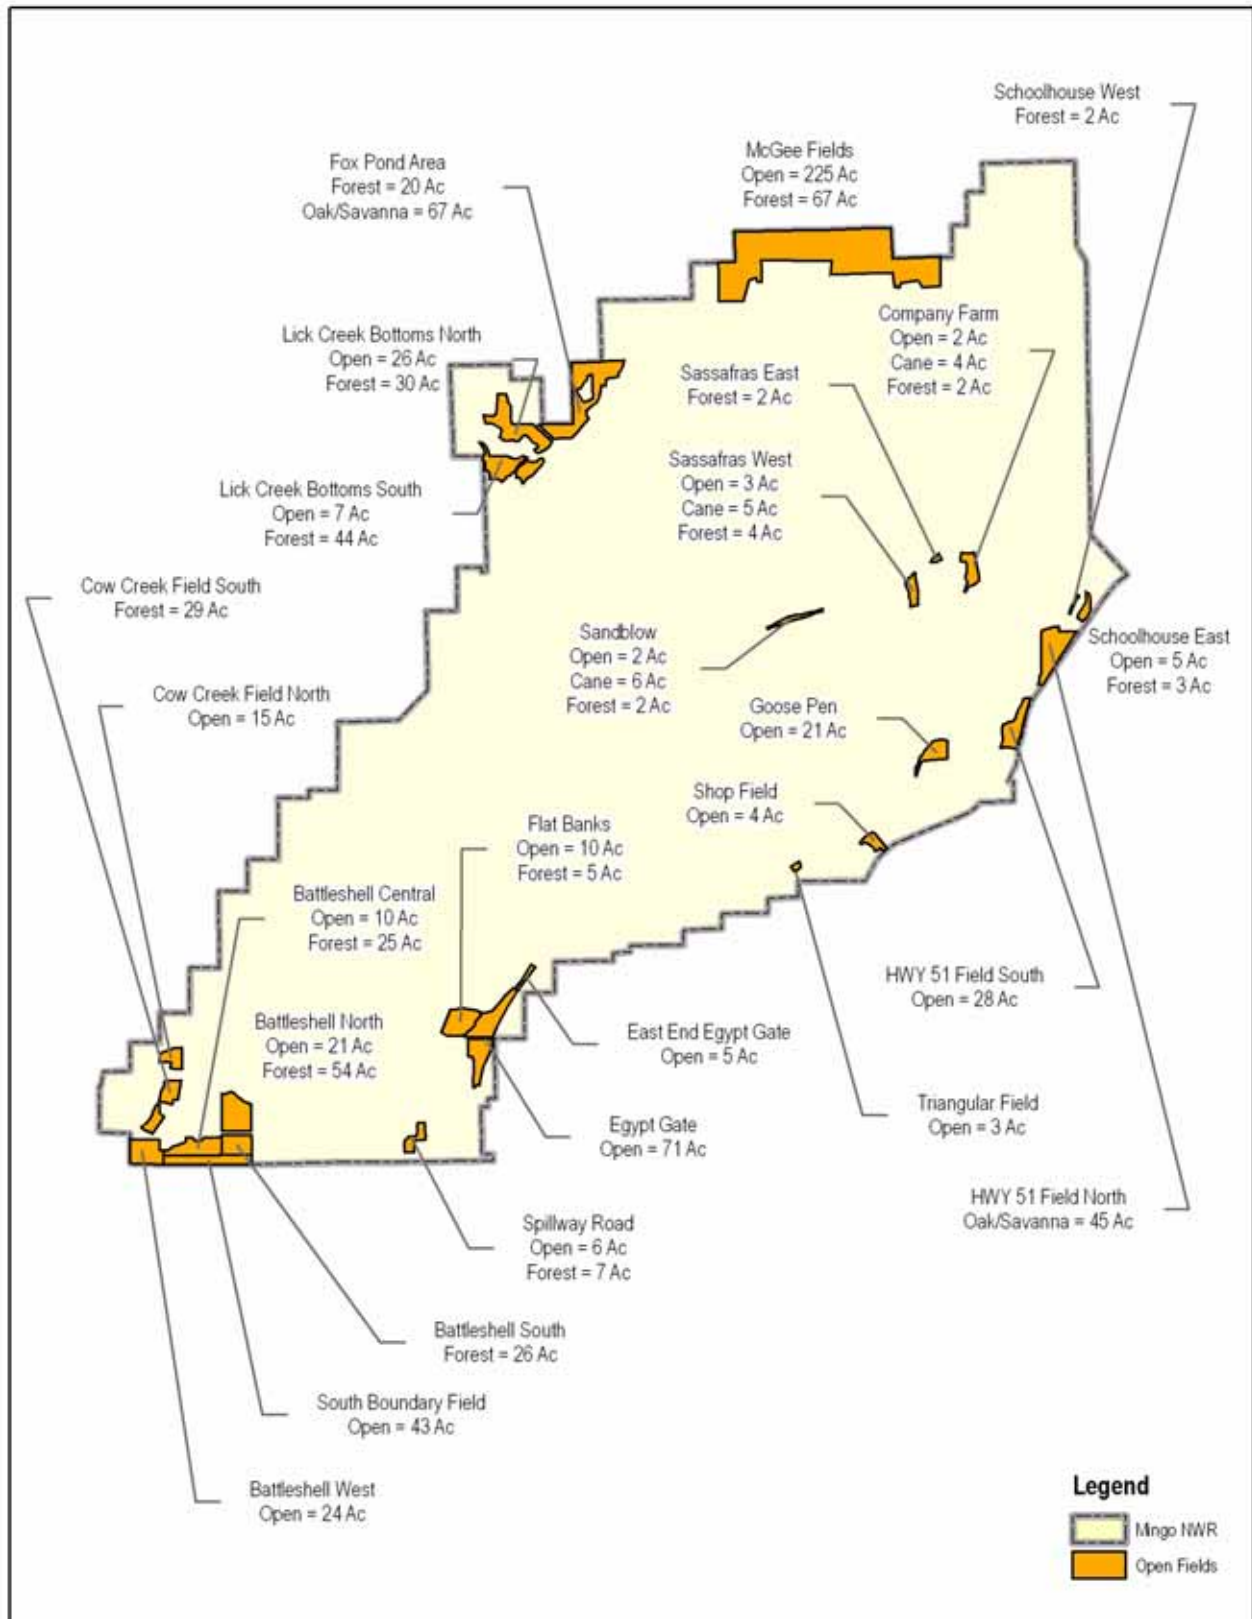 Schoolhouse West
Forest = 2 Ac
McGee Fields
Open = 225 Ac
Forest = 67 Ac
Fox Pond Area
Forest = 20 Ac
Oak/Savanna = 67 Ac
Company Farm
Open = 2 Ac
Cane = 4 Ac
Forest = 2 Ac
Lick Creek Bottoms North
Open = 26 Ac
Forest = 30 Ac
Sassafras East
Forest = 2 Ac
Sassafras West
Open = 3 Ac
Cane = 5 Ac
Forest = 4 Ac
Lick Creek Bottoms South
Open = 7 Ac
Forest = 44 Ac
Cow Creek Field South
Forest = 29 Ac
Sandblow
Open = 2 Ac
Cane = 6 Ac
Forest = 2 Ac
Schoolhouse East
Open = 5 Ac
Forest = 3 Ac
Cow Creek Field North
Open = 15 Ac
Goose Pen
Open = 21 Ac
Shop Field
Open = 4 Ac
Flat Banks
Open = 10 Ac
Forest = 5 Ac
Battleshell Central
Open = 10 Ac
Forest = 25 Ac
HWY 51 Field South
Open = 28 Ac
Battleshell North
Open = 21 Ac
Forest = 54 Ac
East End Egypt Gate
Open = 5 Ac
Triangular Field
Open = 3 Ac
Egypt Gate
Open = 71 Ac
HWY 51 Field North
Oak/Savanna = 45 Ac
Spillway Road
Open = 6 Ac
Forest = 7 Ac
Battleshell South
Forest = 26 Ac
South Boundary Field
Open = 43 Ac
Battleshell West
Open = 24 Ac
Legend
Mingo NWR
Open Fields